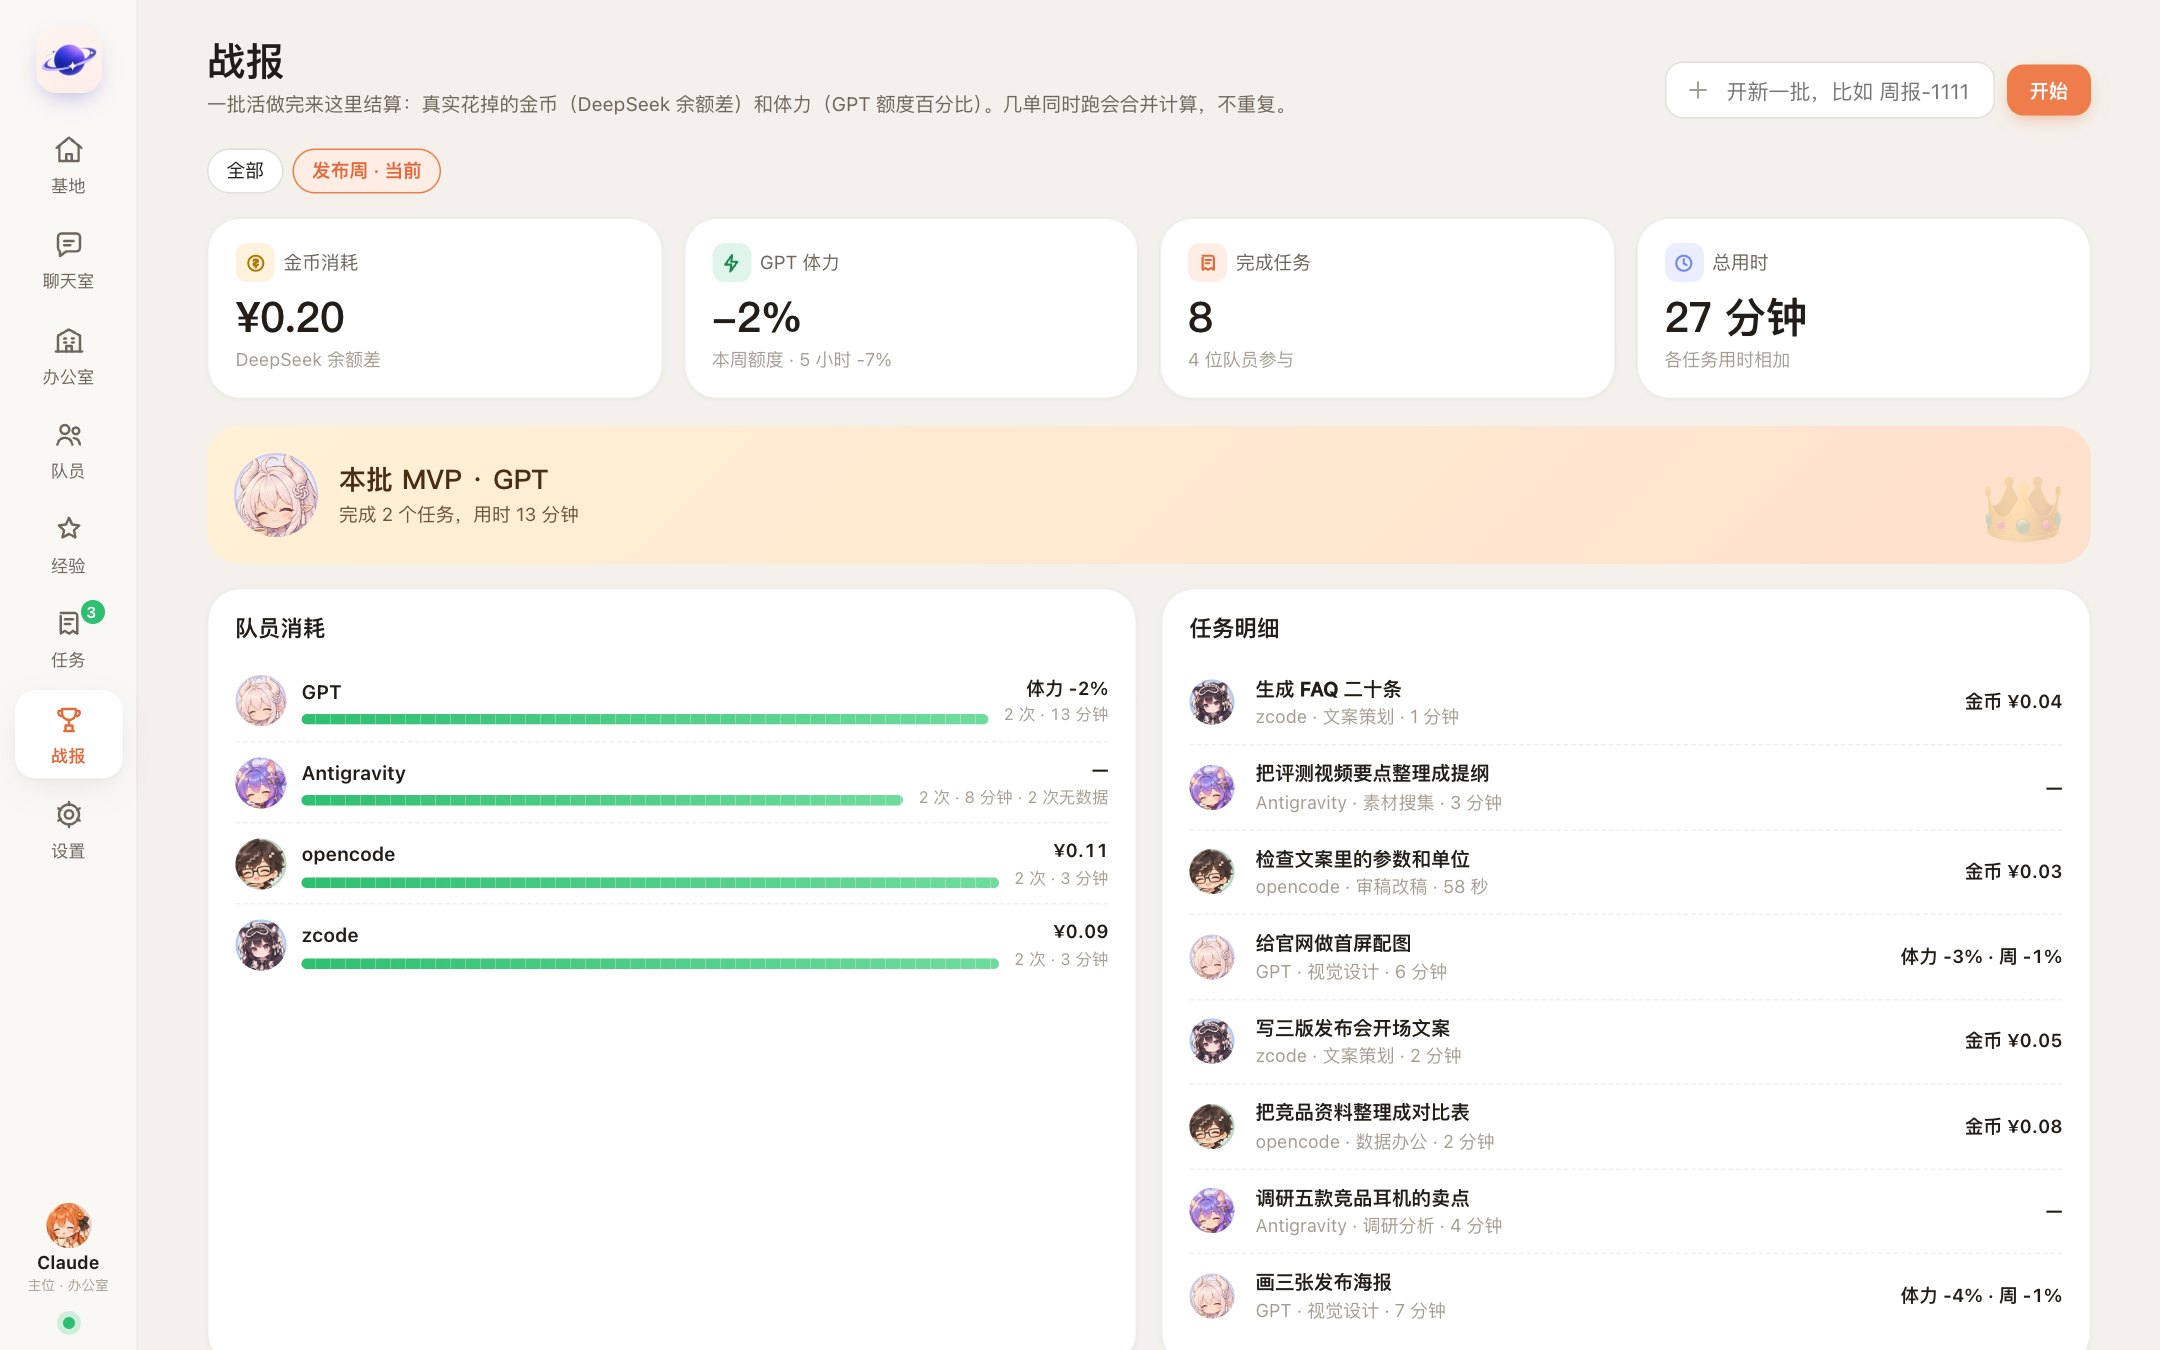 战报
一批活做完来这里结算：真实花掉的金币（DeepSeek 余额差）和体力（GPT 额度百分比）。几单同时跑会合并计算，不重复。
开新一批，比如 周报-1111
开始
全部
发布周 · 当前
基地
聊天室
办公室
队员
经验
3
任务
战报
设置
Claude
主位 · 办公室
金币消耗
¥0.20
DeepSeek 余额差
GPT 体力
–2%
本周额度 · 5 小时 -7%
完成任务
8
4 位队员参与
总用时
27 分钟
各任务用时相加
本批 MVP · GPT
完成 2 个任务，用时 13 分钟
队员消耗
GPT
体力 -2%
2 次 · 13 分钟
Antigravity
—
2 次 · 8 分钟 · 2 次无数据
opencode
¥0.11
2 次 · 3 分钟
zcode
¥0.09
2 次 · 3 分钟
任务明细
生成 FAQ 二十条
zcode · 文案策划 · 1 分钟
金币 ¥0.04
把评测视频要点整理成提纲
Antigravity · 素材搜集 · 3 分钟
—
检查文案里的参数和单位
opencode · 审稿改稿 · 58 秒
金币 ¥0.03
给官网做首屏配图
GPT · 视觉设计 · 6 分钟
体力 -3% · 周 -1%
写三版发布会开场文案
zcode · 文案策划 · 2 分钟
金币 ¥0.05
把竞品资料整理成对比表
opencode · 数据办公 · 2 分钟
金币 ¥0.08
调研五款竞品耳机的卖点
Antigravity · 调研分析 · 4 分钟
—
画三张发布海报
GPT · 视觉设计 · 7 分钟
体力 -4% · 周 -1%